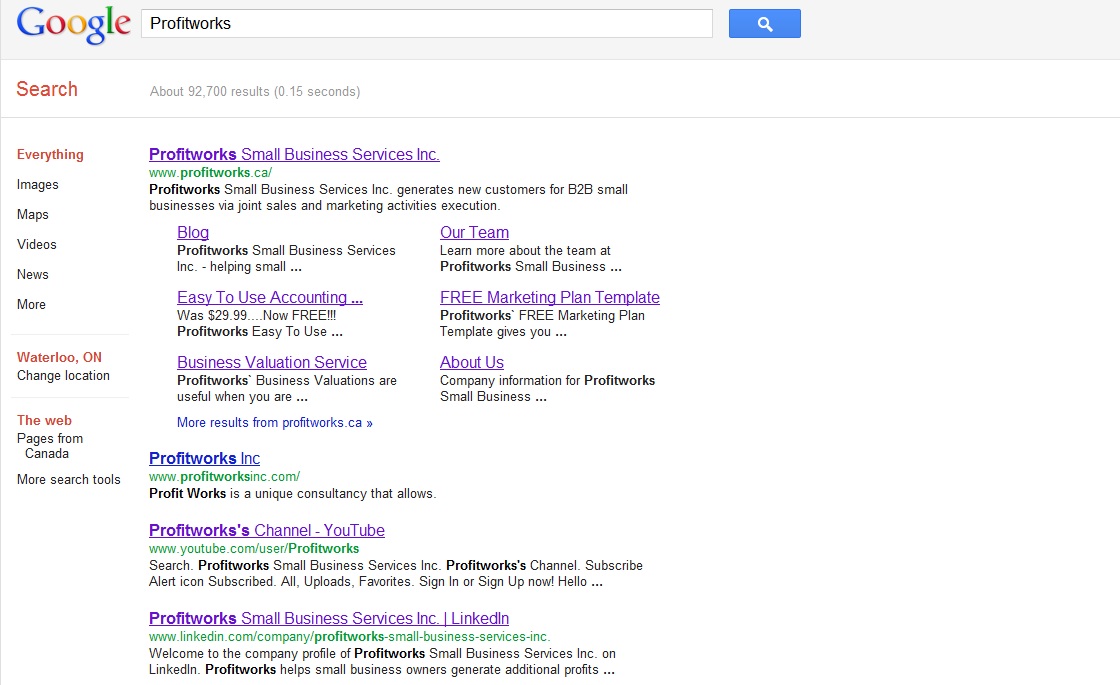 Google
Profitworks
Search
About 92,700 results (0.15 seconds)
Everything
Images
Maps
Videos
News
More
Waterloo, ON
Change location
The web
Pages from
Canada
More search tools
Profitworks Small Business Services Inc.
www.profitworks.ca/
Profitworks Small Business Services Inc. generates new customers for B2B small
businesses via joint sales and marketing activities execution.
Blog
Profitworks Small Business Services
Inc. - helping small ...
Our Team
Learn more about the team at
Profitworks Small Business ...
Easy To Use Accounting ...
Was $29.99....Now FREE!!!
Profitworks Easy To Use ...
FREE Marketing Plan Template
Profitworks` FREE Marketing Plan
Template gives you ...
Business Valuation Service
Profitworks` Business Valuations are
useful when you are ...
About Us
Company information for Profitworks
Small Business ...
More results from profitworks.ca »
Profitworks Inc
www.profitworksinc.com/
Profit Works is a unique consultancy that allows.
Profitworks's Channel - YouTube
www.youtube.com/user/Profitworks
Search. Profitworks Small Business Services Inc. Profitworks's Channel. Subscribe
Alert icon Subscribed. All, Uploads, Favorites. Sign In or Sign Up now! Hello ...
Profitworks Small Business Services Inc. | LinkedIn
www.linkedin.com/company/profitworks-small-business-services-inc.
Welcome to the company profile of Profitworks Small Business Services Inc. on
LinkedIn. Profitworks helps small business owners generate additional profits ...